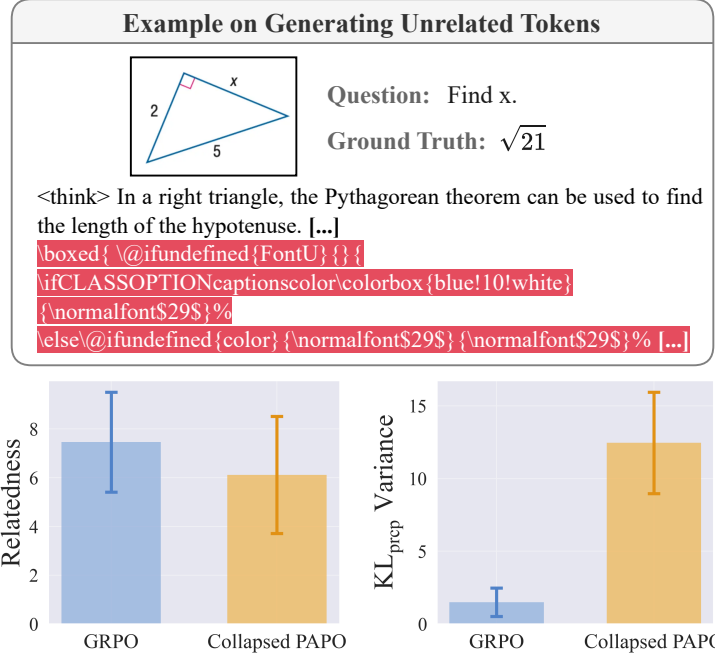 Example on Generating Unrelated Tokens
2
x
5
Question: Find x.
Ground Truth: √21
<think> In a right triangle, the Pythagorean theorem can be used to find
the length of the hypotenuse. [...]
\boxed{ \@ifundefined{FontU}{}{
\ifCLASSOPTIONcaptionscolor\colorbox{blue!10!white}
{\normalfont$29$}%
\else\@ifundefined{color}{\normalfont$29$}{\normalfont$29$}% [...]
Relatedness
8
6
4
2
0
GRPO
Collapsed PAPO
KLprcp Variance
15
10
5
0
GRPO
Collapsed PAPO